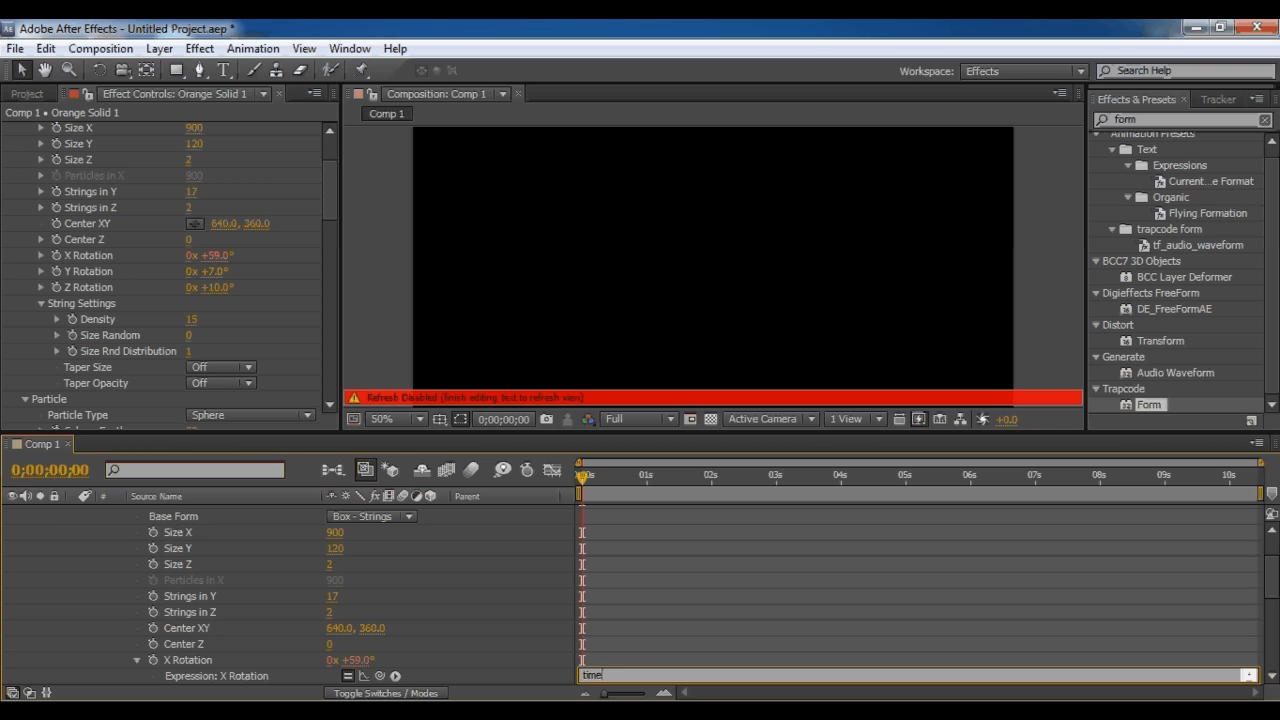 Adobe After Effects - Untitled Project.aep *
File Edit Composition Layer Effect Animation View Window Help
Workspace: Effects Search Help
Project Effect Controls: Orange Solid 1 Composition: Comp 1 Effects & Presets Tracker
Comp 1 • Orange Solid 1
Comp 1
form
Size X 900
Size Y 120
Size Z 2
Particles in X 900
Strings in Y 17
Strings in Z 2
Center XY 640.0, 360.0
Center Z 0
X Rotation 0x +59.0°
Y Rotation 0x +7.0°
Z Rotation 0x +10.0°
String Settings
Density 15
Size Random 0
Size Rnd Distribution 1
Taper Size Off
Taper Opacity Off
Particle
Particle Type Sphere
Animation Presets
Text
Expressions
Current...e Format
Organic
Flying Formation
trapcode form
tf_audio_waveform
BCC7 3D Objects
BCC Layer Deformer
Digieffects FreeForm
DE_FreeFormAE
Distort
Transform
Generate
Audio Waveform
Trapcode
Form
Refresh Disabled (finish editing text to refresh view)
50% 0;00;00;00 Full Active Camera 1 View +0.0
Comp 1
0;00;00;00
01s 02s 03s 04s 05s 06s 07s 08s 09s 10s
# Source Name Parent
Base Form Box - Strings
Size X 900
Size Y 120
Size Z 2
Particles in X 900
Strings in Y 17
Strings in Z 2
Center XY 640.0, 360.0
Center Z 0
X Rotation 0x +59.0°
Expression: X Rotation time
Toggle Switches / Modes